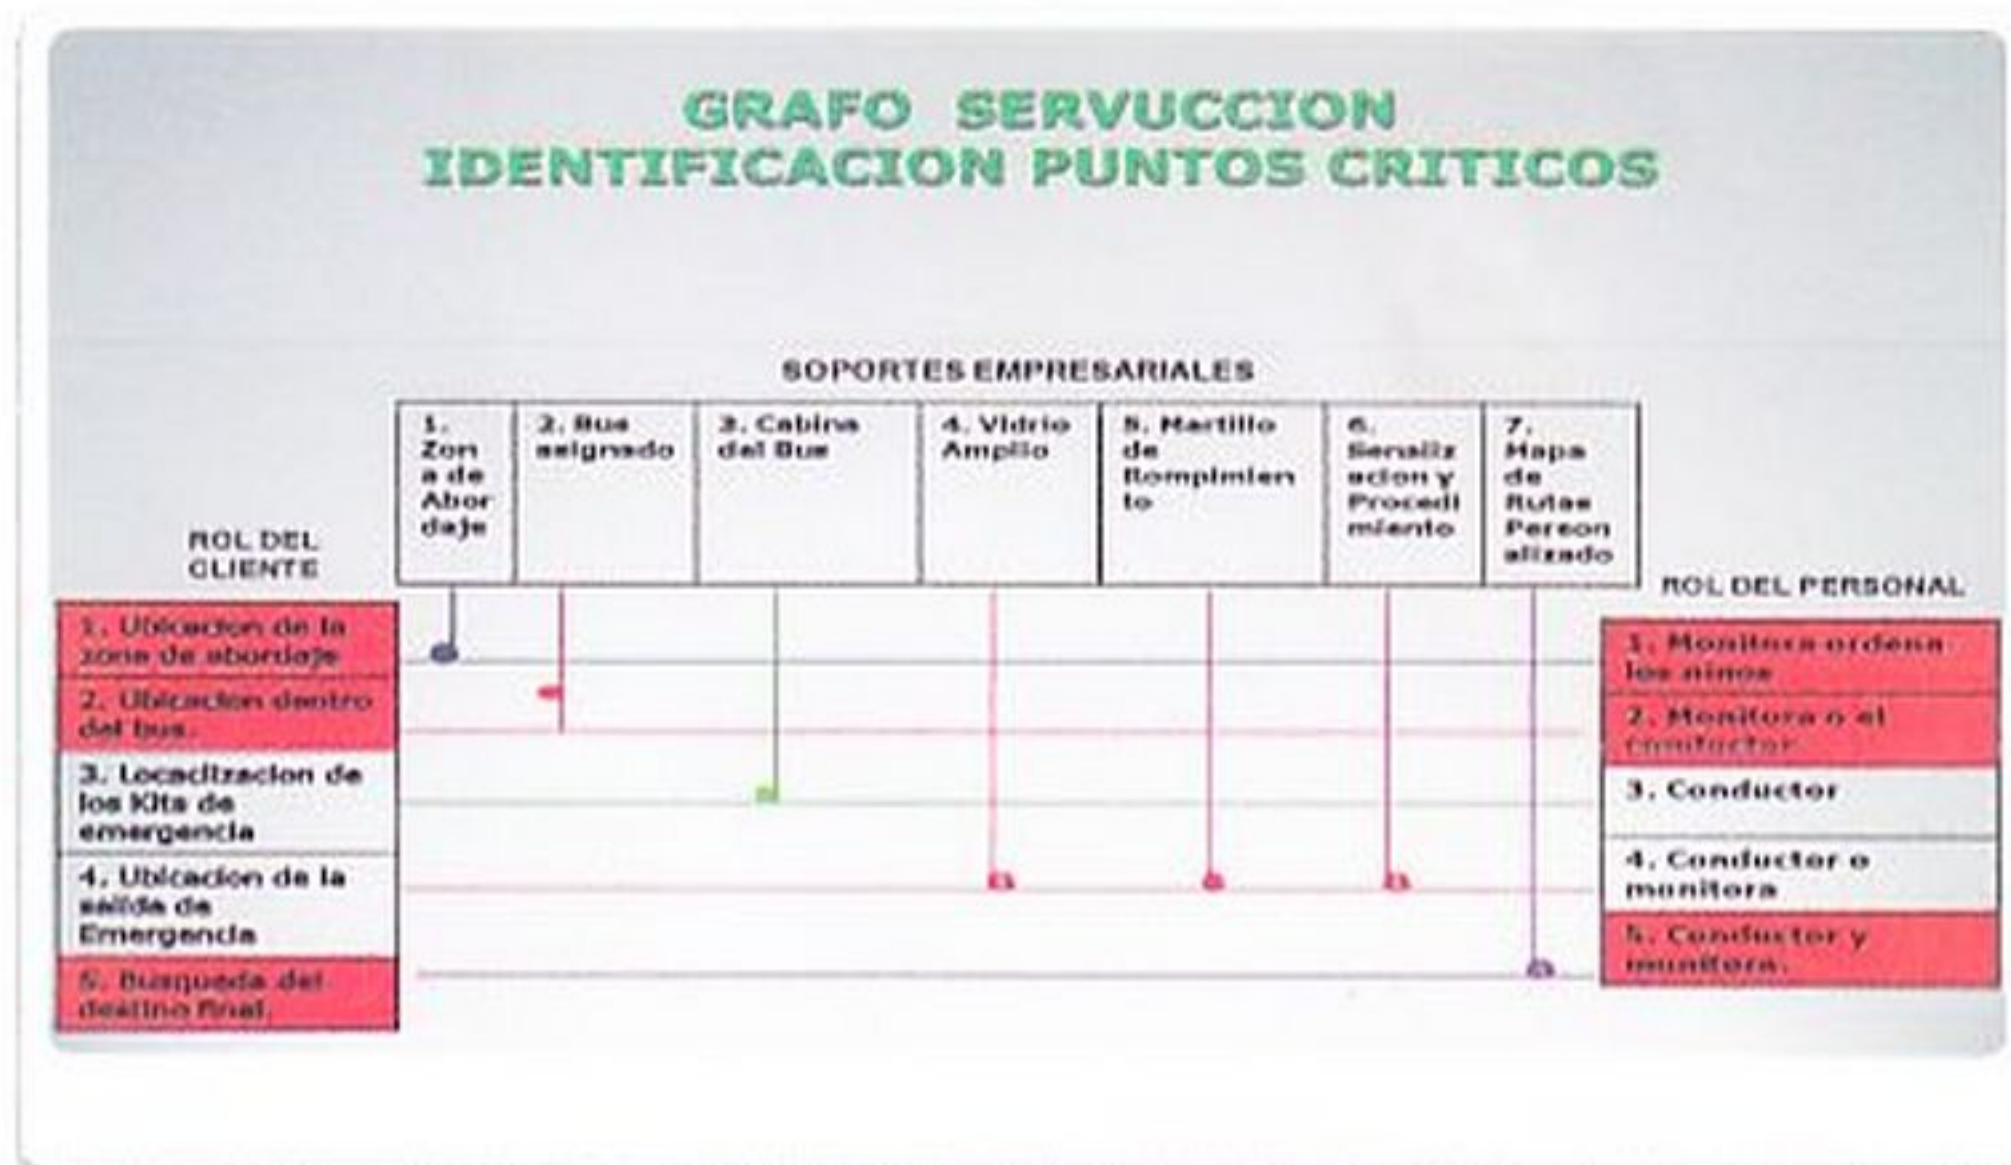 GRAFO SERVUCCION
IDENTIFICACION PUNTOS CRITICOS
SOPORTES EMPRESARIALES
1.
Zon
a de
Abor
daje
2. Bus
asignado
3. Cabina
del Bus
4. Vidrio
Amplio
5. Martillo
de
Rompimien
to
6.
Senaliz
acion y
Procedi
miento
7.
Mapa
de
Rutas
Person
alizado
ROL DEL
CLIENTE
1. Ubicacion de la
zona de abordaje
2. Ubicacion dentro
del bus.
3. Locaclizacion de
los Kits de
emergencia
4. Ubicacion de la
salida de
Emergencia
5. Busqueda del
destino final.
ROL DEL PERSONAL
1. Monitora ordena
los ninos
2. Monitora o el
conductor
3. Conductor
4. Conductor o
monitora
5. Conductor y
monitora.